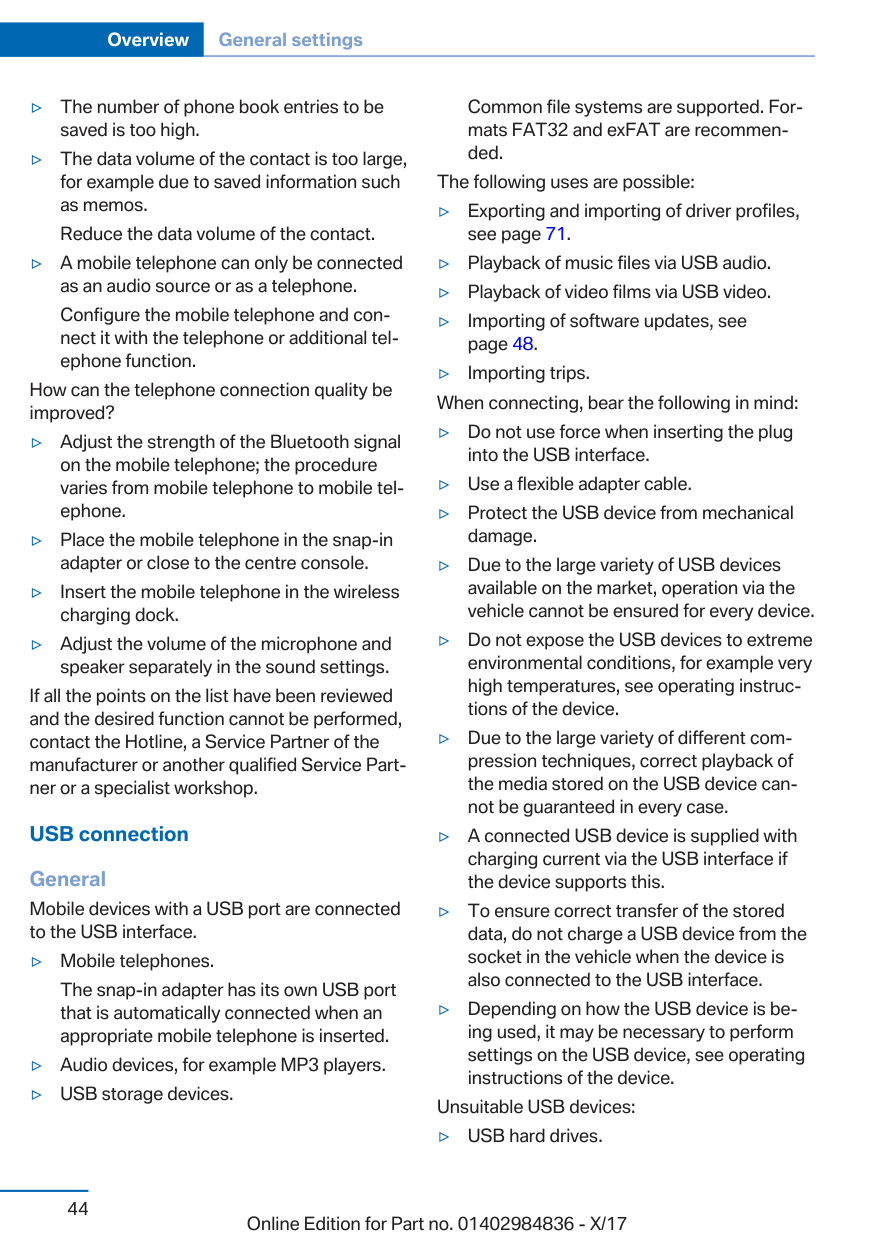 Overview General settings
▷ The number of phone book entries to be
saved is too high.
▷ The data volume of the contact is too large,
for example due to saved information such
as memos.
Reduce the data volume of the contact.
▷ A mobile telephone can only be connected
as an audio source or as a telephone.
Configure the mobile telephone and con-
nect it with the telephone or additional tel-
ephone function.
How can the telephone connection quality be
improved?
▷ Adjust the strength of the Bluetooth signal
on the mobile telephone; the procedure
varies from mobile telephone to mobile tel-
ephone.
▷ Place the mobile telephone in the snap-in
adapter or close to the centre console.
▷ Insert the mobile telephone in the wireless
charging dock.
▷ Adjust the volume of the microphone and
speaker separately in the sound settings.
If all the points on the list have been reviewed
and the desired function cannot be performed,
contact the Hotline, a Service Partner of the
manufacturer or another qualified Service Part-
ner or a specialist workshop.
USB connection
General
Mobile devices with a USB port are connected
to the USB interface.
▷ Mobile telephones.
The snap-in adapter has its own USB port
that is automatically connected when an
appropriate mobile telephone is inserted.
▷ Audio devices, for example MP3 players.
▷ USB storage devices.
Common file systems are supported. For-
mats FAT32 and exFAT are recommen-
ded.
The following uses are possible:
▷ Exporting and importing of driver profiles,
see page 71.
▷ Playback of music files via USB audio.
▷ Playback of video films via USB video.
▷ Importing of software updates, see
page 48.
▷ Importing trips.
When connecting, bear the following in mind:
▷ Do not use force when inserting the plug
into the USB interface.
▷ Use a flexible adapter cable.
▷ Protect the USB device from mechanical
damage.
▷ Due to the large variety of USB devices
available on the market, operation via the
vehicle cannot be ensured for every device.
▷ Do not expose the USB devices to extreme
environmental conditions, for example very
high temperatures, see operating instruc-
tions of the device.
▷ Due to the large variety of different com-
pression techniques, correct playback of
the media stored on the USB device can-
not be guaranteed in every case.
▷ A connected USB device is supplied with
charging current via the USB interface if
the device supports this.
▷ To ensure correct transfer of the stored
data, do not charge a USB device from the
socket in the vehicle when the device is
also connected to the USB interface.
▷ Depending on how the USB device is be-
ing used, it may be necessary to perform
settings on the USB device, see operating
instructions of the device.
Unsuitable USB devices:
▷ USB hard drives.
44
Online Edition for Part no. 01402984836 - X/17